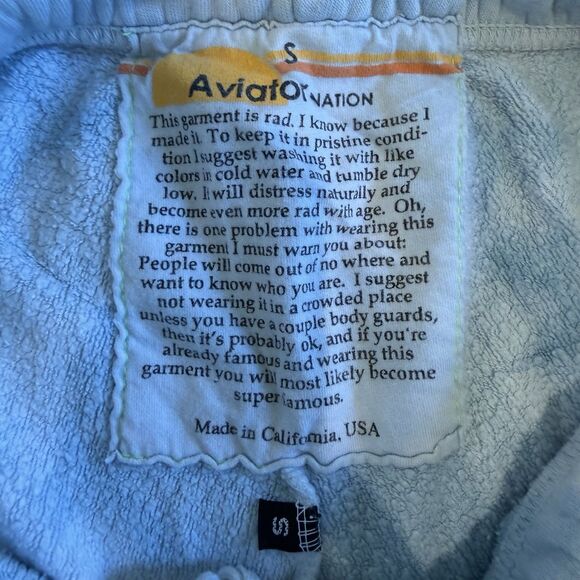 S
Aviator NATION
This garment is rad. I know because I
made it. To keep it in pristine condi-
tion I suggest washing it with like
colors in cold water and tumble dry
low. It will distress naturally and
become even more rad with age. Oh,
there is one problem with wearing this
garment I must warn you about:
People will come out of no where and
want to know who you are. I suggest
not wearing it in a crowded place
unless you have a couple body guards,
then it's probably ok, and if you're
already famous and wearing this
garment you will most likely become
super famous.
Made in California, USA
S